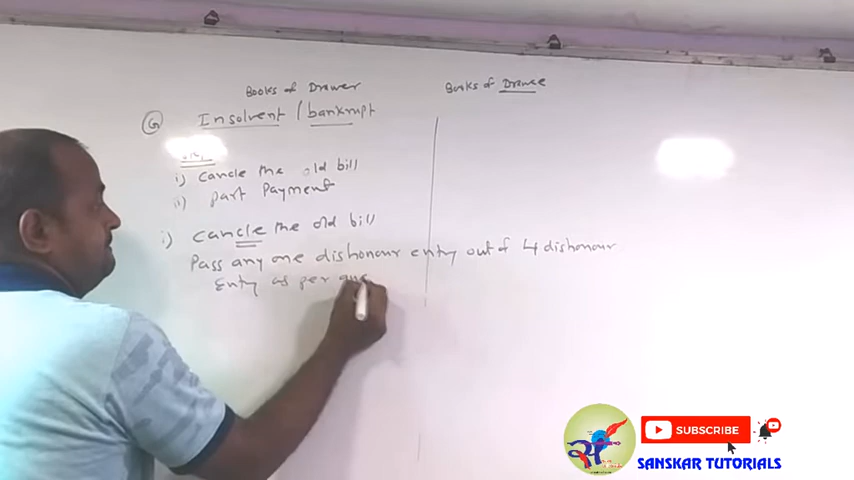 Books of Drawer
Books of Drawee
G Insolvent / bankrupt
i) Cancle the old bill
ii) part payment
i) cancle the old bill
Pass any one dishonour entry out of 4 dishonour
Entry as per
SUBSCRIBE
SANSKAR TUTORIALS